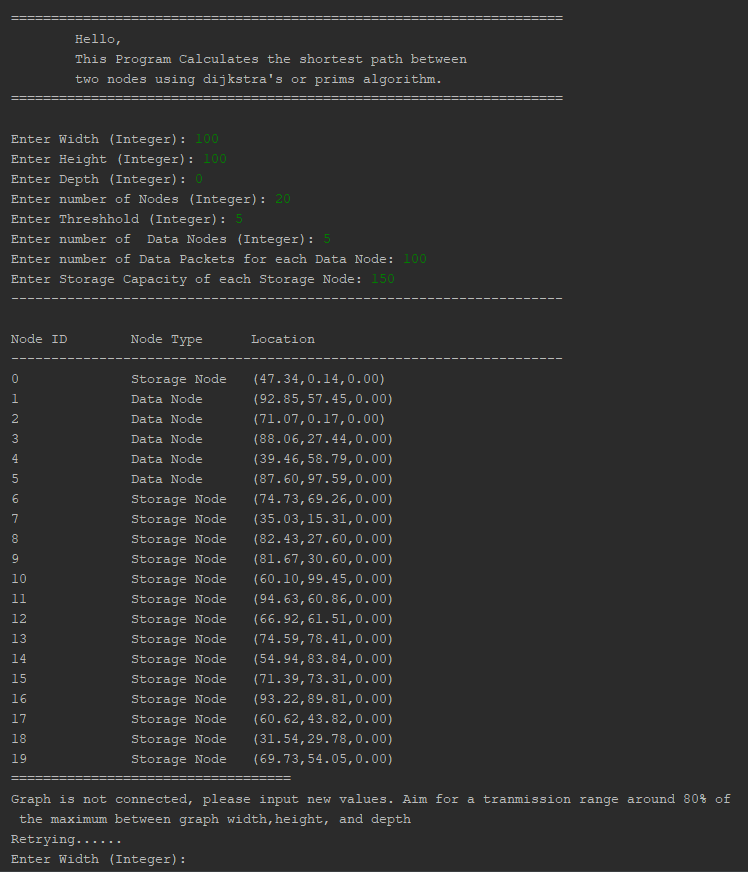 =====================================================================
Hello,
This Program Calculates the shortest path between
two nodes using dijkstra's or prims algorithm.
=====================================================================
Enter Width (Integer): 100
Enter Height (Integer): 100
Enter Depth (Integer): 0
Enter number of Nodes (Integer): 20
Enter Threshhold (Integer): 5
Enter number of  Data Nodes (Integer): 5
Enter number of Data Packets for each Data Node: 100
Enter Storage Capacity of each Storage Node: 150
---------------------------------------------------------------------
Node ID        Node Type      Location
---------------------------------------------------------------------
0              Storage Node   (47.34,0.14,0.00)
1              Data Node      (92.85,57.45,0.00)
2              Data Node      (71.07,0.17,0.00)
3              Data Node      (88.06,27.44,0.00)
4              Data Node      (39.46,58.79,0.00)
5              Data Node      (87.60,97.59,0.00)
6              Storage Node   (74.73,69.26,0.00)
7              Storage Node   (35.03,15.31,0.00)
8              Storage Node   (82.43,27.60,0.00)
9              Storage Node   (81.67,30.60,0.00)
10             Storage Node   (60.10,99.45,0.00)
11             Storage Node   (94.63,60.86,0.00)
12             Storage Node   (66.92,61.51,0.00)
13             Storage Node   (74.59,78.41,0.00)
14             Storage Node   (54.94,83.84,0.00)
15             Storage Node   (71.39,73.31,0.00)
16             Storage Node   (93.22,89.81,0.00)
17             Storage Node   (60.62,43.82,0.00)
18             Storage Node   (31.54,29.78,0.00)
19             Storage Node   (69.73,54.05,0.00)
===================================
Graph is not connected, please input new values. Aim for a tranmission range around 80% of
 the maximum between graph width,height, and depth
Retrying......
Enter Width (Integer):